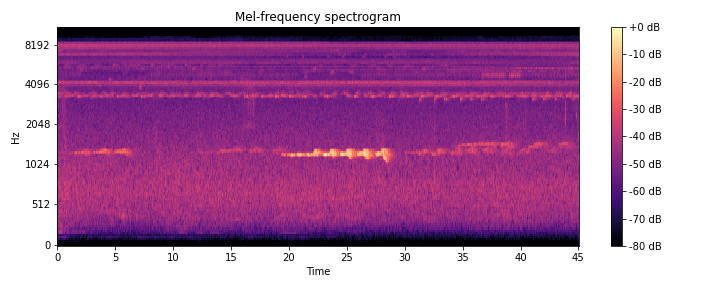 Mel-frequency spectrogram
Hz
8192
4096
2048
1024
512
0
0 5 10 15 20 25 30 35 40 45
Time
+0 dB
-10 dB
-20 dB
-30 dB
-40 dB
-50 dB
-60 dB
-70 dB
-80 dB